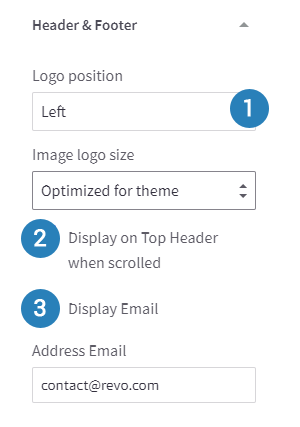 Header & Footer
Logo position
Left 1
Image logo size
Optimized for theme
2 Display on Top Header
when scrolled
3 Display Email
Address Email
contact@revo.com